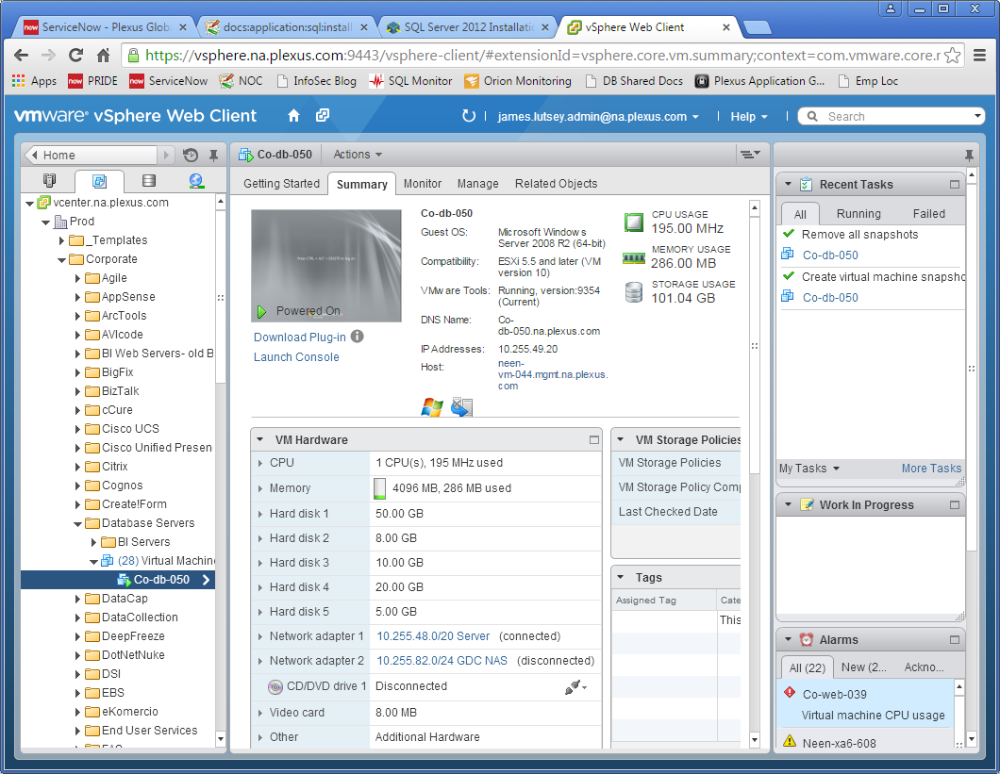 ServiceNow - Plexus Globa
docs:application:sql:install
SQL Server 2012 Installatio
vSphere Web Client
https://vsphere.na.plexus.com:9443/vsphere-client/#extensionId=vsphere.core.vm.summary;context=com.vmware.core.r
Apps
now PRIDE
now ServiceNow
NOC
InfoSec Blog
SQL Monitor
Orion Monitoring
DB Shared Docs
Plexus Application G...
Emp Loc
vmware® vSphere Web Client
james.lutsey.admin@na.plexus.com
Help
Search
Home
vcenter.na.plexus.com
Prod
_Templates
Corporate
Agile
AppSense
ArcTools
AVIcode
BI Web Servers- old B
BigFix
BizTalk
cCure
Cisco UCS
Cisco Unified Presen
Citrix
Cognos
Create!Form
Database Servers
BI Servers
(28) Virtual Machine
Co-db-050
DataCap
DataCollection
DeepFreeze
DotNetNuke
DSI
EBS
eKomercio
End User Services
Co-db-050
Actions
Getting Started
Summary
Monitor
Manage
Related Objects
Powered On
Download Plug-in
Launch Console
Co-db-050
Guest OS: Microsoft Windows
Server 2008 R2 (64-bit)
Compatibility: ESXi 5.5 and later (VM
version 10)
VMware Tools: Running, version:9354
(Current)
DNS Name: Co-
db-050.na.plexus.com
IP Addresses: 10.255.49.20
Host: neen-
vm-044.mgmt.na.plexus.
com
CPU USAGE
195.00 MHz
MEMORY USAGE
286.00 MB
STORAGE USAGE
101.04 GB
VM Hardware
CPU 1 CPU(s), 195 MHz used
Memory 4096 MB, 286 MB used
Hard disk 1 50.00 GB
Hard disk 2 8.00 GB
Hard disk 3 10.00 GB
Hard disk 4 20.00 GB
Hard disk 5 5.00 GB
Network adapter 1 10.255.48.0/20 Server (connected)
Network adapter 2 10.255.82.0/24 GDC NAS (disconnected)
CD/DVD drive 1 Disconnected
Video card 8.00 MB
Other Additional Hardware
VM Storage Policies
VM Storage Policies
VM Storage Policy Comp
Last Checked Date
Tags
Assigned Tag Cate
This
Recent Tasks
All
Running
Failed
Remove all snapshots
Co-db-050
Create virtual machine snapsho
Co-db-050
My Tasks
More Tasks
Work In Progress
Alarms
All (22)
New (2...
Ackno...
Co-web-039
Virtual machine CPU usage
Neen-xa6-608